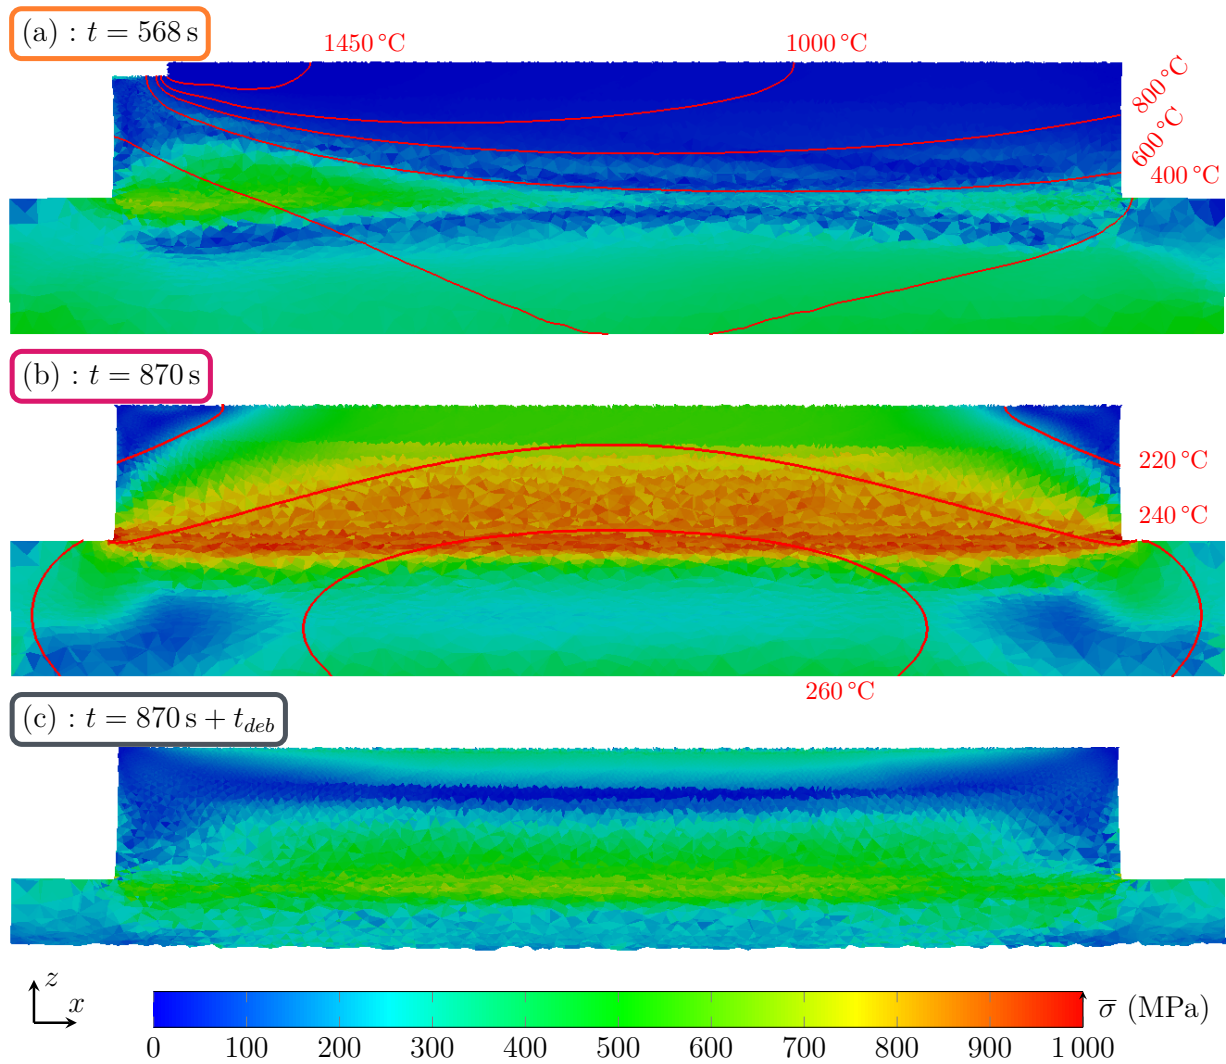 (a) : t = 568 s
1450 °C
1000 °C
800 °C
600 °C
400 °C
(b) : t = 870 s
220 °C
240 °C
260 °C
(c) : t = 870 s + t_deb
z
x
σ̅ (MPa)
0 100 200 300 400 500 600 700 800 900 1 000